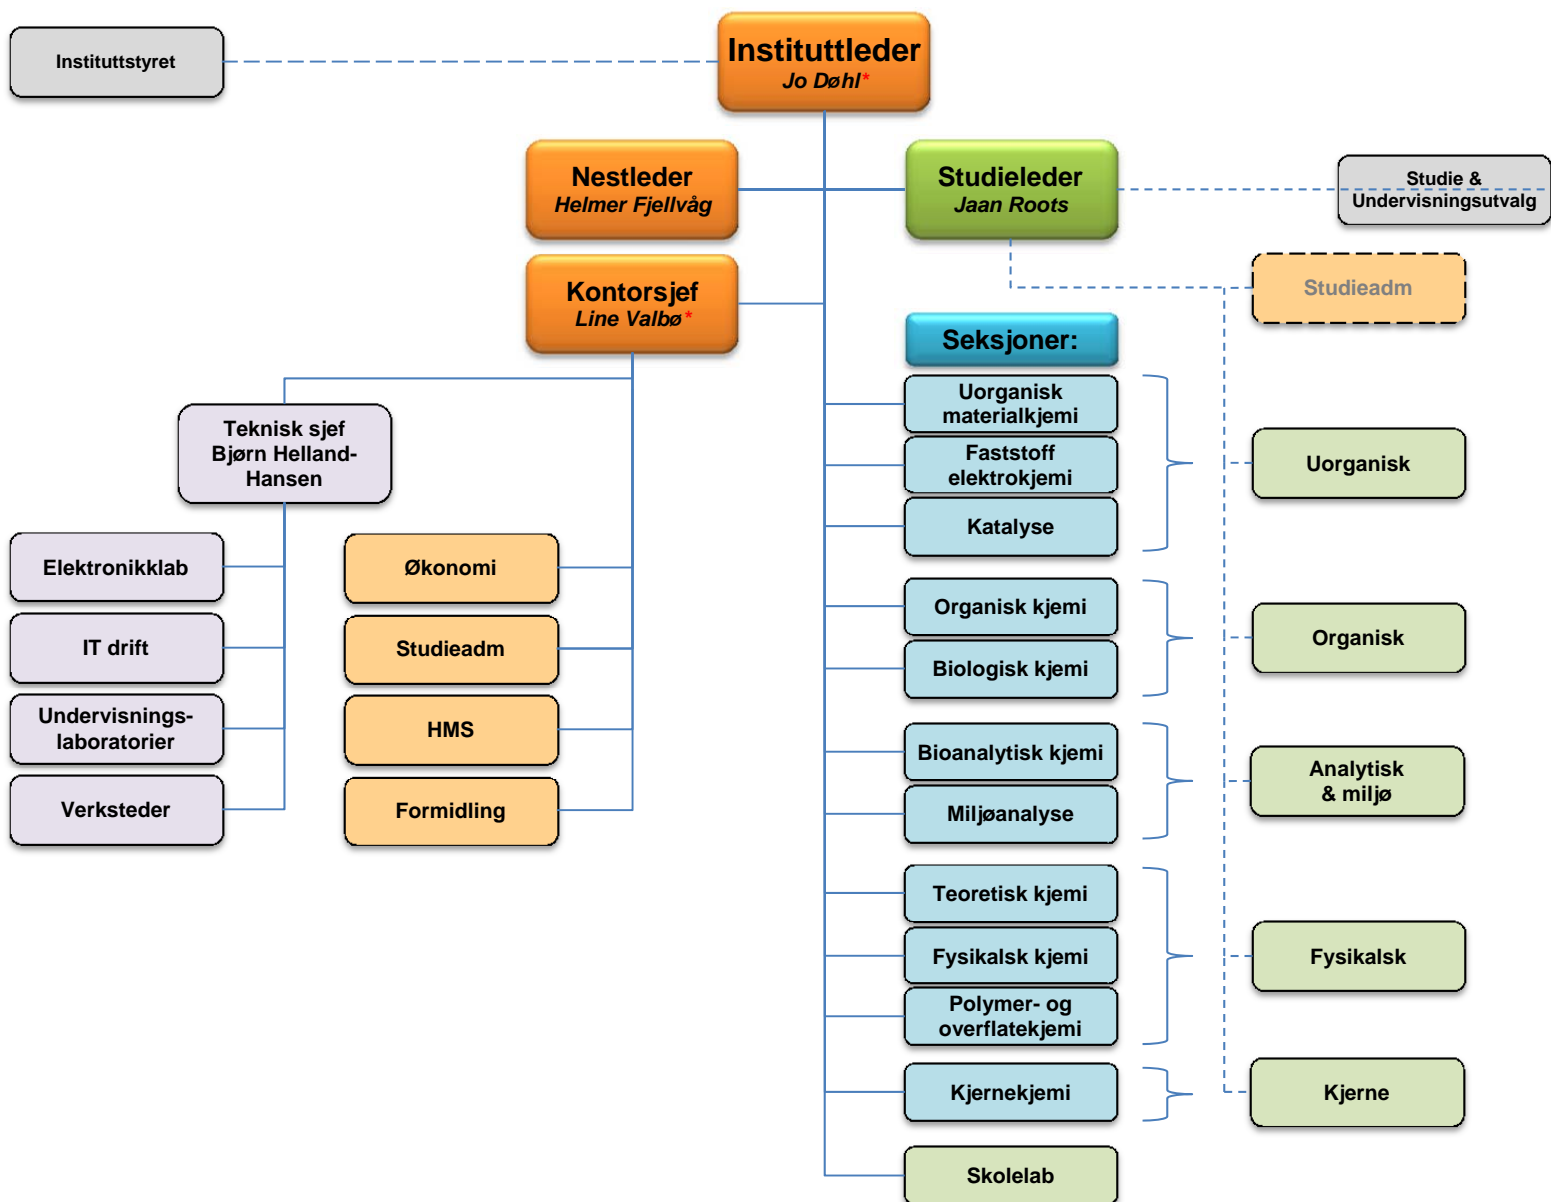 Instituttstyret
Instituttleder
Jo Døhl*
Nestleder
Helmer Fjellvåg
Studieleder
Jaan Roots
Studie &
Undervisningsutvalg
Kontorsjef
Line Valbø*
Studieadm
Seksjoner:
Teknisk sjef
Bjørn Helland-
Hansen
Elektronikklab
IT drift
Undervisnings-
laboratorier
Verksteder
Økonomi
Studieadm
HMS
Formidling
Uorganisk
materialkjemi
Faststoff
elektrokjemi
Katalyse
Organisk kjemi
Biologisk kjemi
Bioanalytisk kjemi
Miljøanalyse
Teoretisk kjemi
Fysikalsk kjemi
Polymer- og
overflatekjemi
Kjernekjemi
Skolelab
Uorganisk
Organisk
Analytisk
& miljø
Fysikalsk
Kjerne